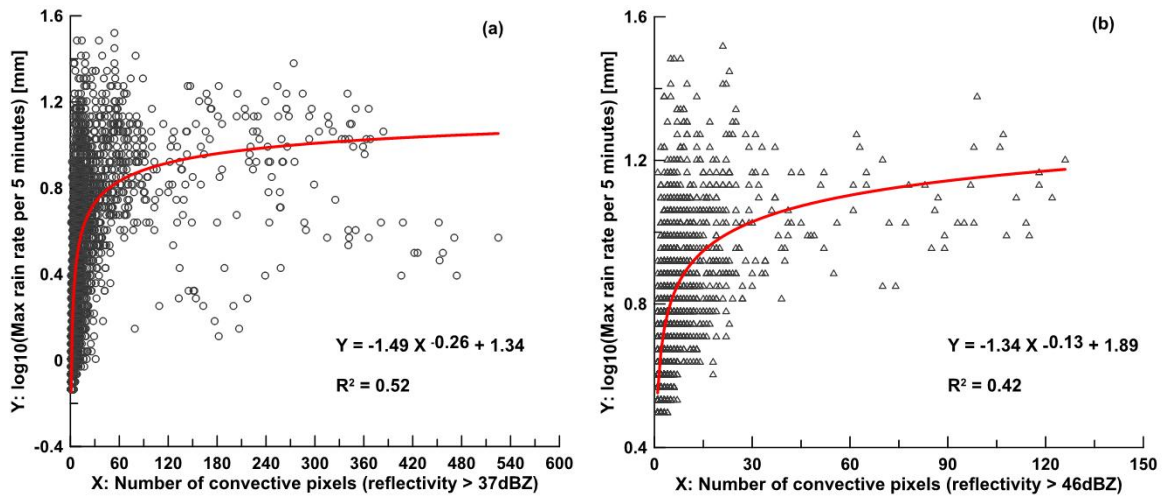 (a)
Y: log10(Max rain rate per 5 minutes) [mm]
1.6
1.2
0.8
0.4
0
-0.4
Y = -1.49 X -0.26 + 1.34
R² = 0.52
0 60 120 180 240 300 360 420 480 540 600
X: Number of convective pixels (reflectivity > 37dBZ)
(b)
Y: log10(Max rain rate per 5 minutes) [mm]
1.6
1.2
0.8
0.4
Y = -1.34 X -0.13 + 1.89
R² = 0.42
0 30 60 90 120 150
X: Number of convective pixels (reflectivity > 46dBZ)